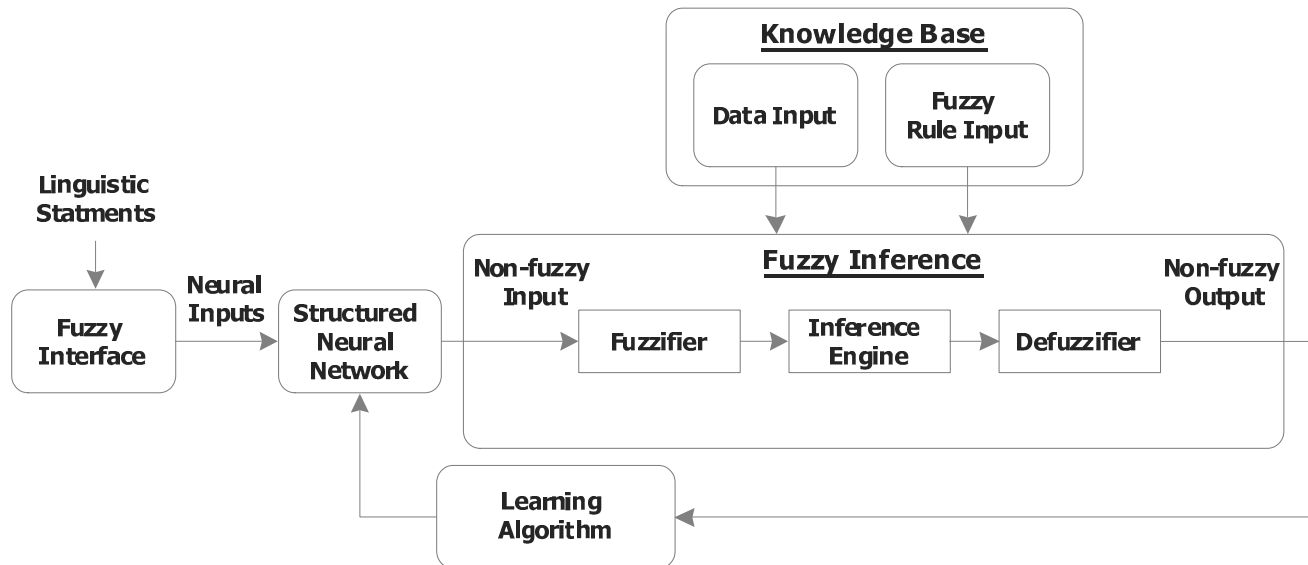 Knowledge Base
Data Input
Fuzzy
Rule Input
Linguistic
Statments
Fuzzy Inference
Non-fuzzy
Input
Non-fuzzy
Output
Neural
Inputs
Fuzzy
Interface
Structured
Neural
Network
Fuzzifier
Inference
Engine
Defuzzifier
Learning
Algorithm